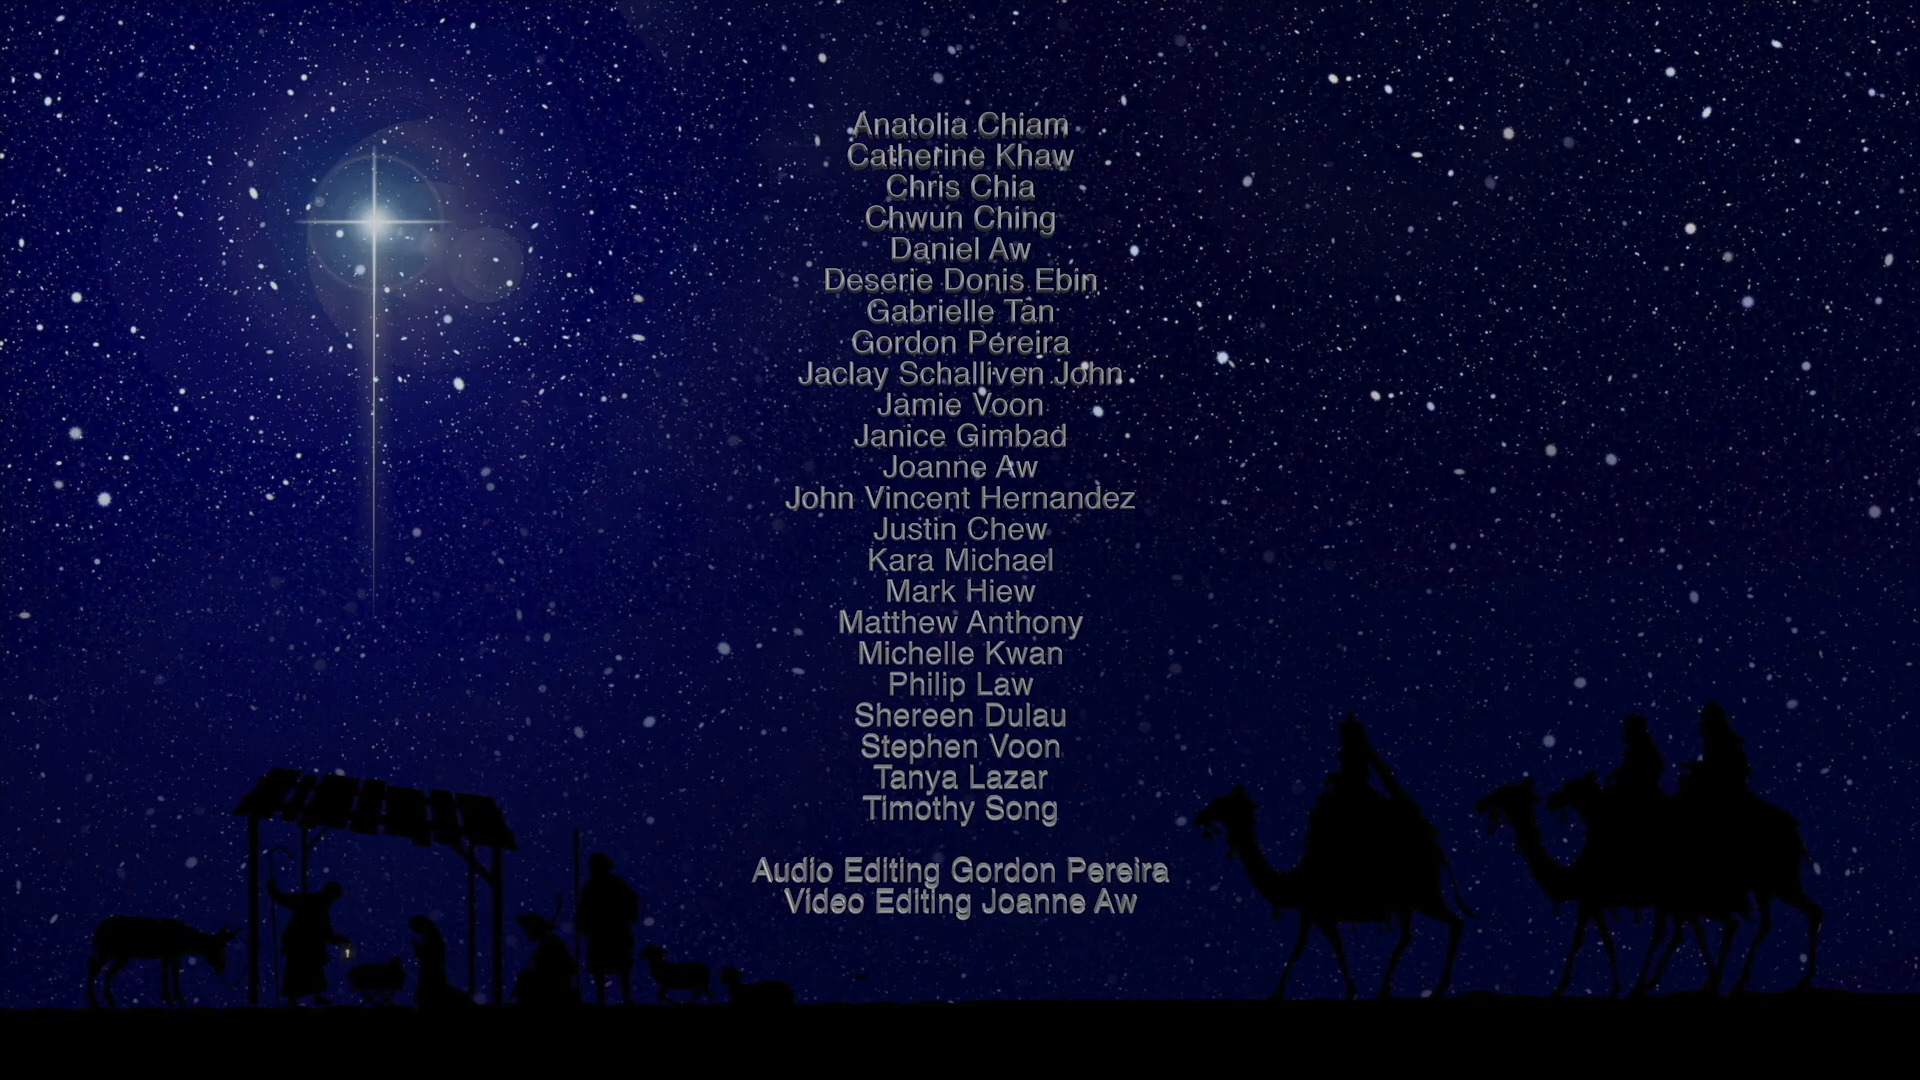 Anatolia Chiam
Catherine Khaw
Chris Chia
Chwun Ching
Daniel Aw
Deserie Donis Ebin
Gabrielle Tan
Gordon Pereira
Jaclay Schalliven John
Jamie Voon
Janice Gimbad
Joanne Aw
John Vincent Hernandez
Justin Chew
Kara Michael
Mark Hiew
Matthew Anthony
Michelle Kwan
Philip Law
Shereen Dulau
Stephen Voon
Tanya Lazar
Timothy Song
Audio Editing Gordon Pereira
Video Editing Joanne Aw